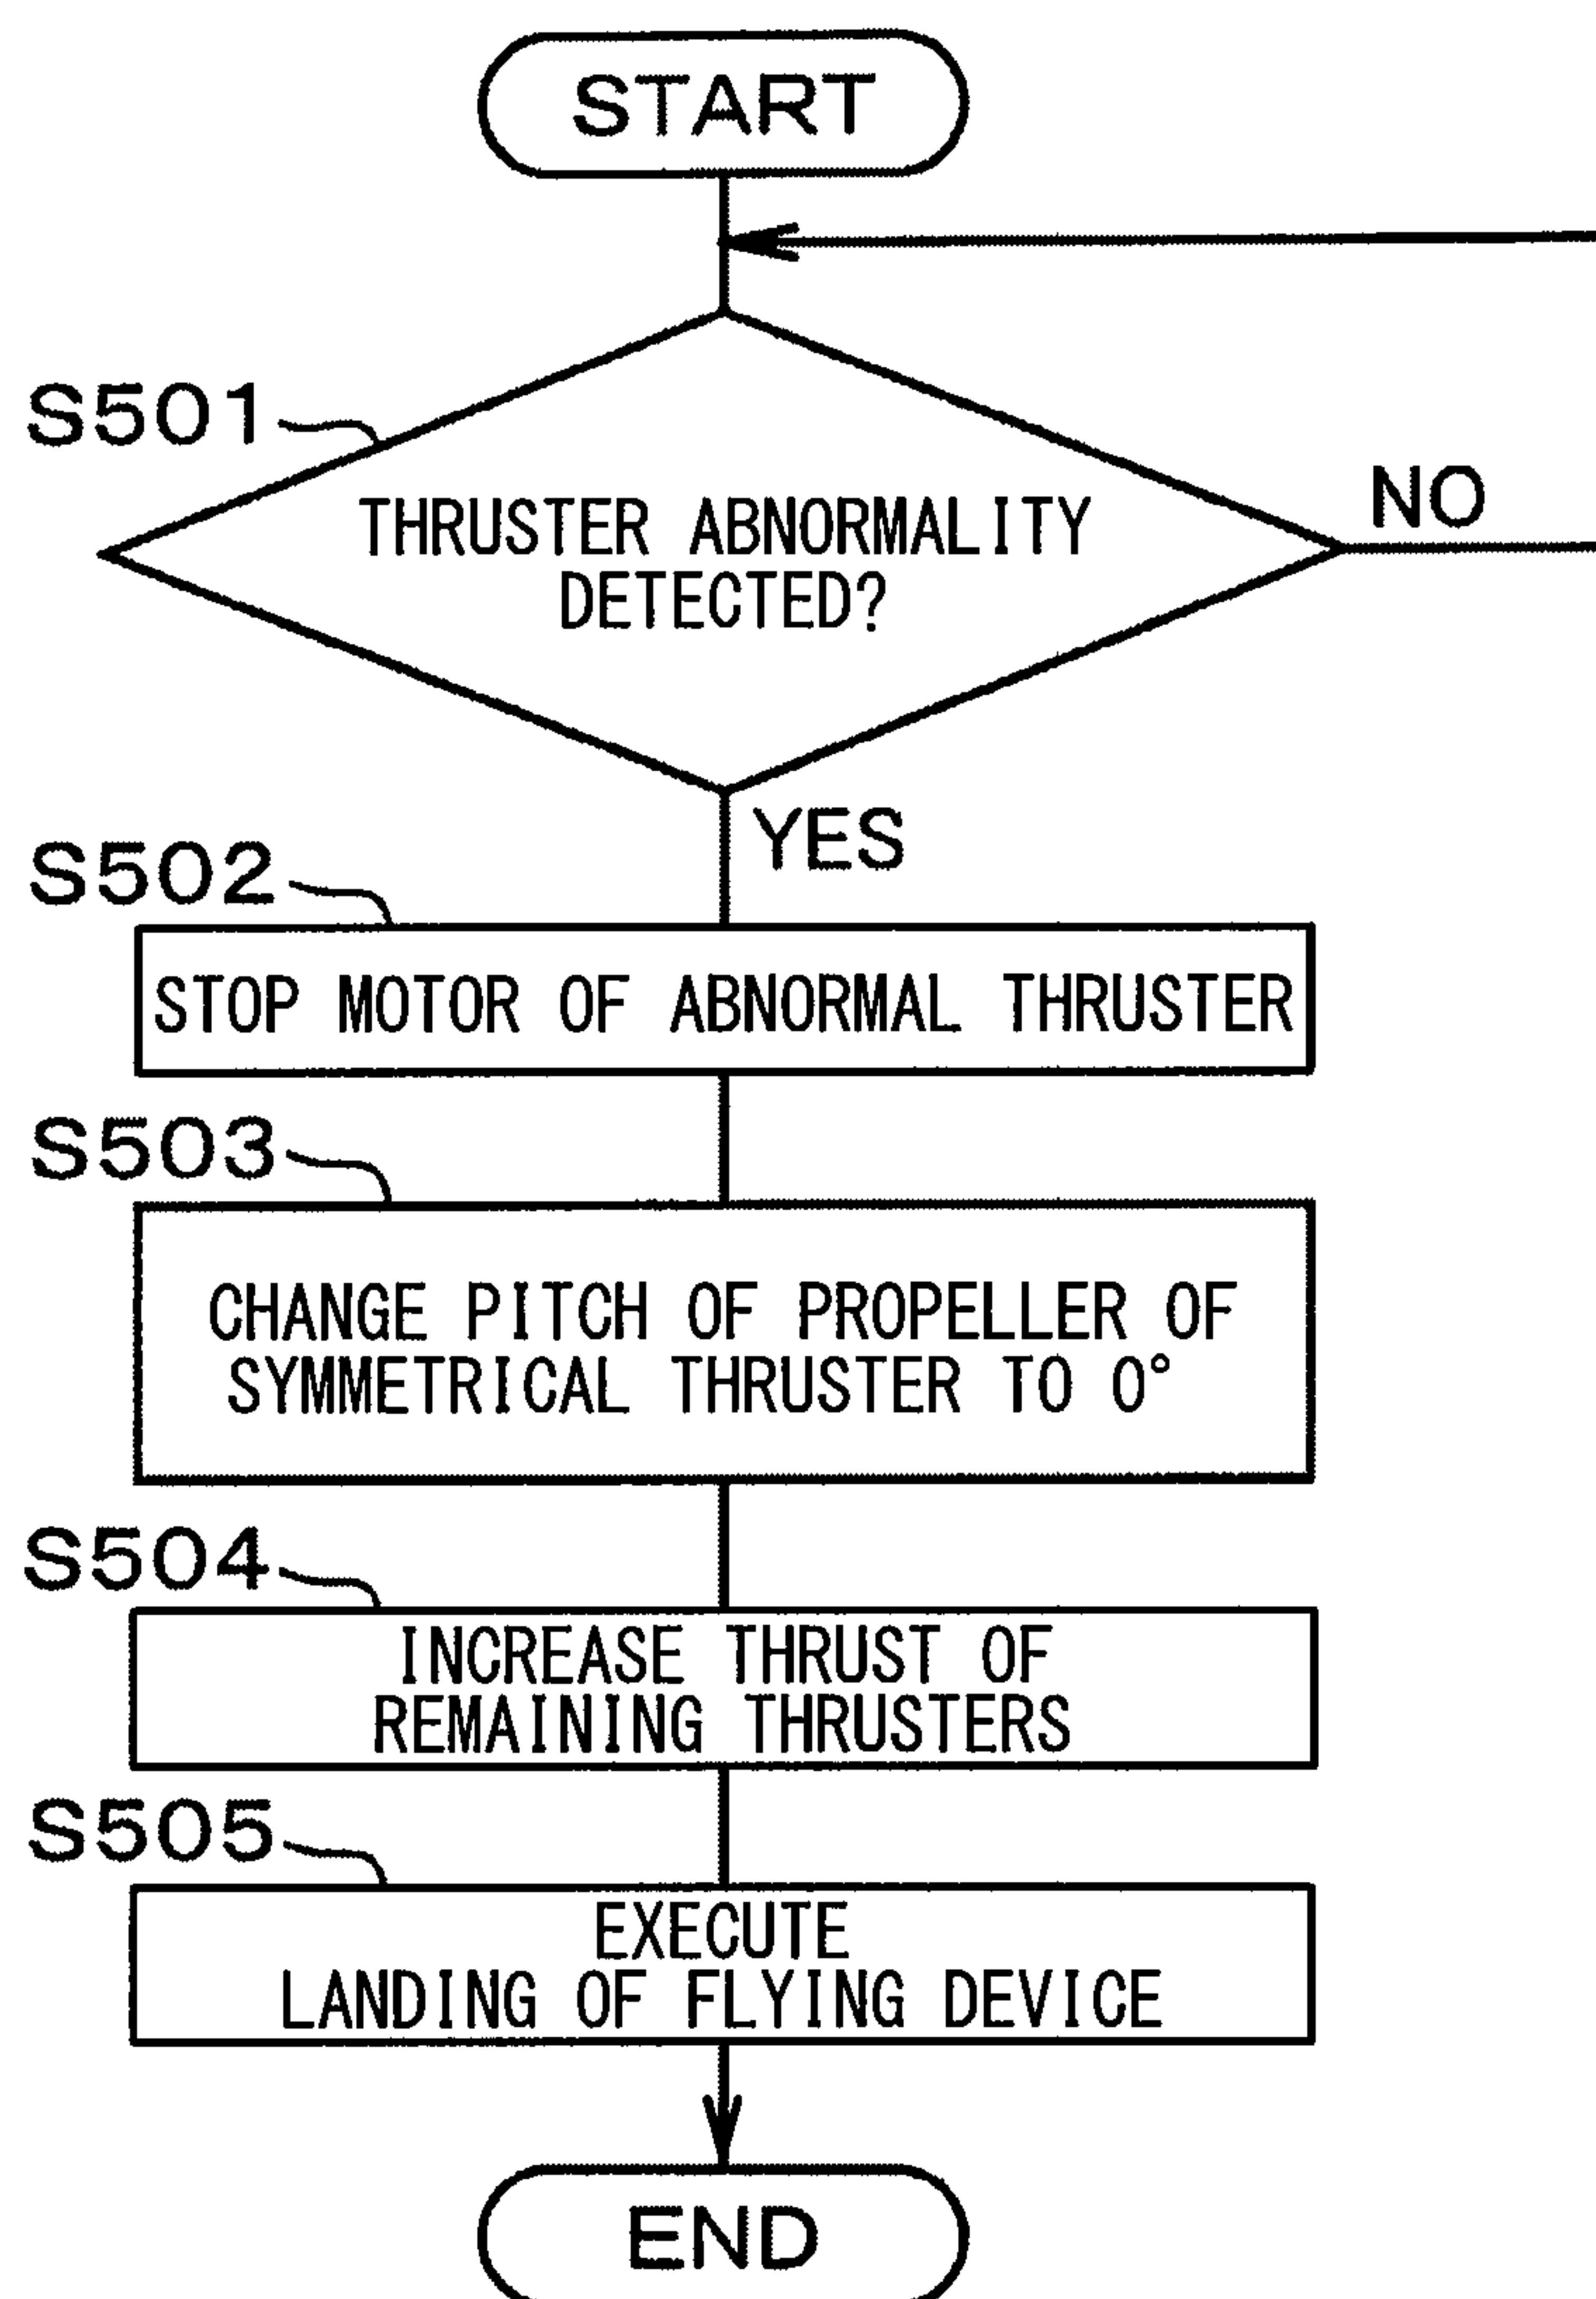 START
S501
THRUSTER ABNORMALITY
DETECTED?
NO
YES
S502
STOP MOTOR OF ABNORMAL THRUSTER
S503
CHANGE PITCH OF PROPELLER OF
SYMMETRICAL THRUSTER TO 0°
S504
INCREASE THRUST OF
REMAINING THRUSTERS
S505
EXECUTE
LANDING OF FLYING DEVICE
END